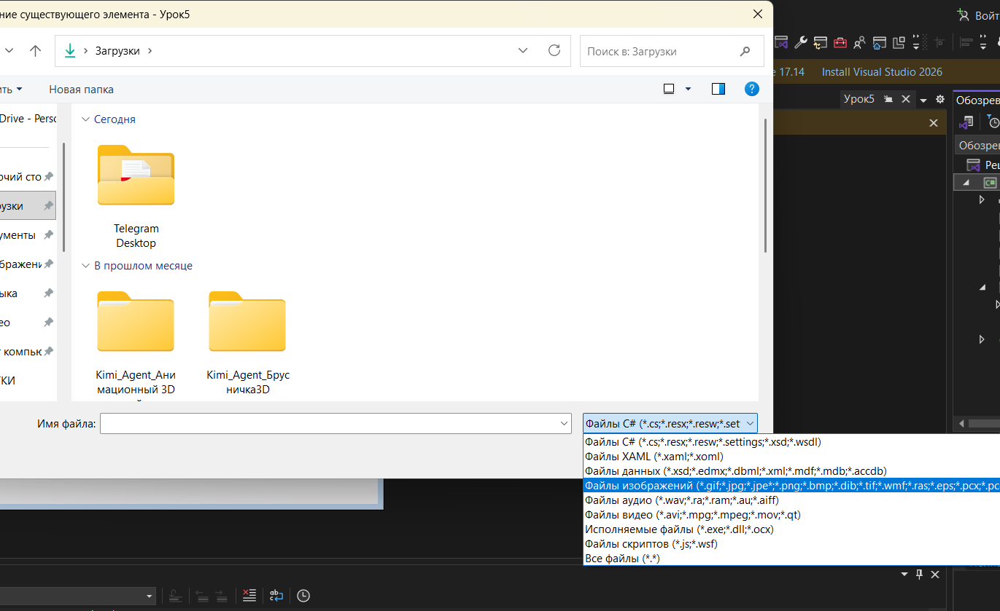 ние существующего элемента - Урок5
Войт
Загрузки
Поиск в: Загрузки
e 17.14 Install Visual Studio 2026
ить Новая папка
Урок5
Обозрев
Drive - Persc
Сегодня
Обозрев
Реш
очий сто
C#
рузки
Telegram
Desktop
ументы
бражени
В прошлом месяце
ыка
ео
т компьк
Kimi_Agent_Ани
мационный 3D
Kimi_Agent_Брус
ничка3D
ГКИ
Имя файла:
Файлы C# (*.cs;*.resx;*.resw;*.set
Файлы C# (*.cs;*.resx;*.resw;*.settings;*.xsd;*.wsdl)
Файлы XAML (*.xaml;*.xoml)
Файлы данных (*.xsd;*.edmx;*.dbml;*.xml;*.mdf;*.mdb;*.accdb)
Файлы изображений (*.gif;*.jpg;*.jpe*;*.png;*.bmp;*.dib;*.tif;*.wmf;*.ras;*.eps;*.pcx;*.pc
Файлы аудио (*.wav;*.ra;*.ram;*.au;*.aiff)
Файлы видео (*.avi;*.mpg;*.mpeg;*.mov;*.qt)
Исполняемые файлы (*.exe;*.dll;*.ocx)
Файлы скриптов (*.js;*.wsf)
Все файлы (*.*)